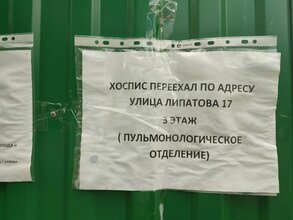 ХОСПИС ПЕРЕЕХАЛ ПО АДРЕСУ
УЛИЦА ЛИПАТОВА 17
3 ЭТАЖ
( ПУЛЬМОНОЛОГИЧЕСКОЕ
ОТДЕЛЕНИЕ)